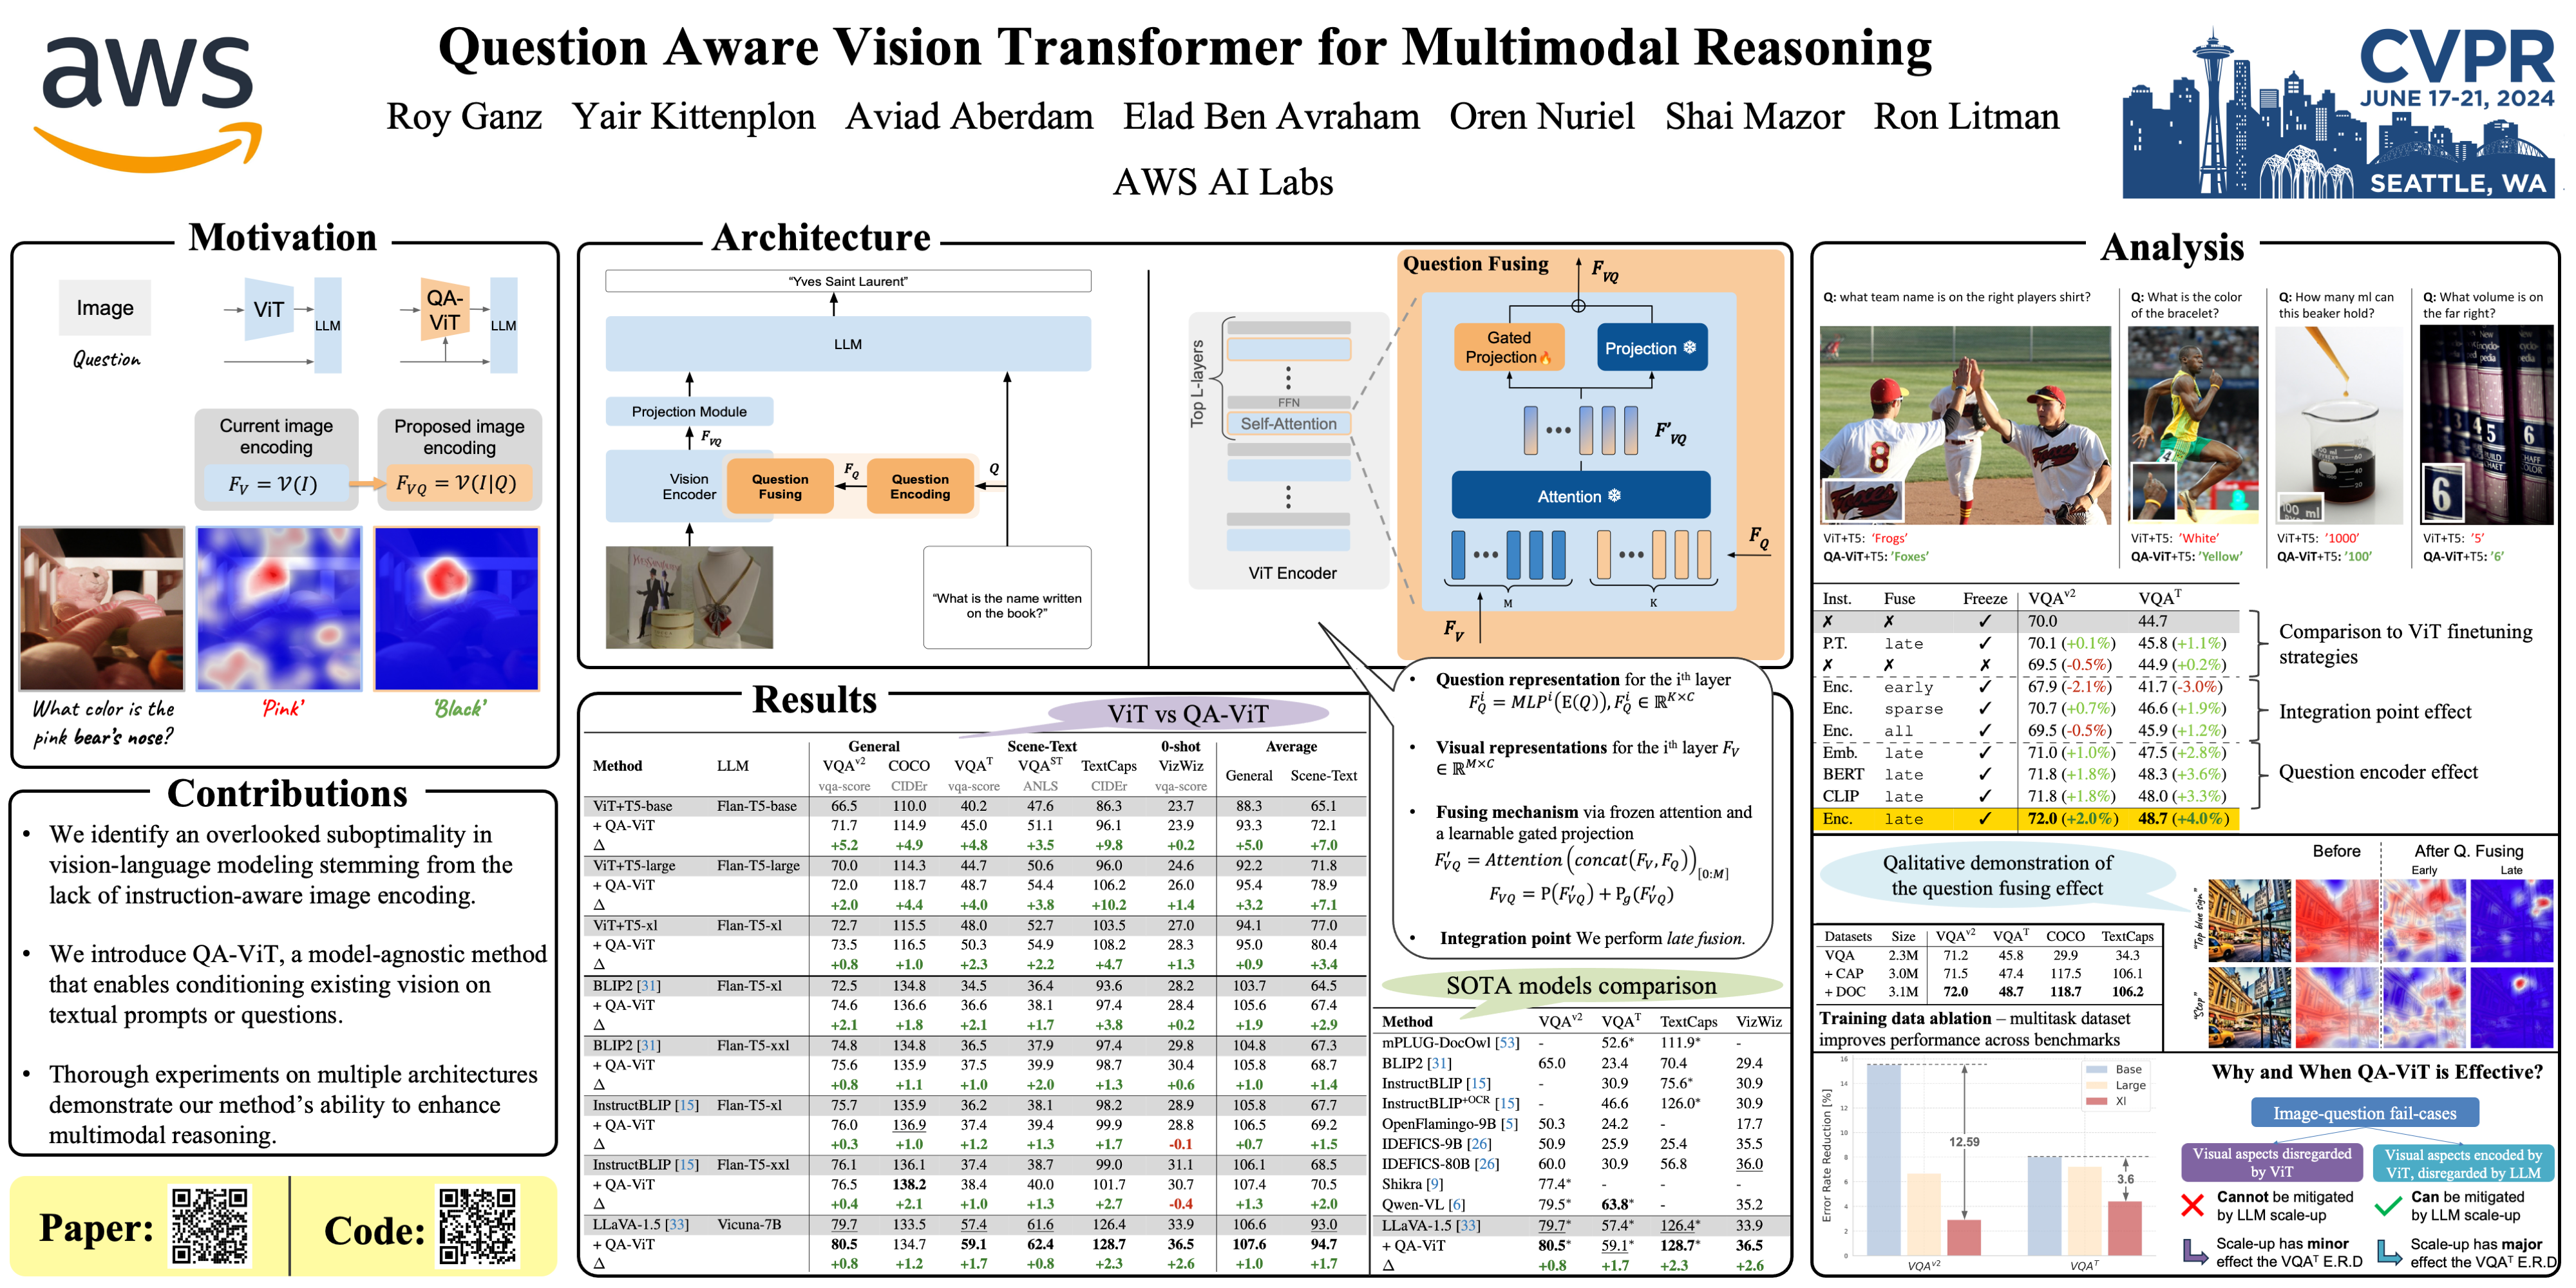 aws
Question Aware Vision Transformer for Multimodal Reasoning
Roy Ganz Yair Kittenplon Aviad Aberdam Elad Ben Avraham Oren Nuriel Shai Mazor Ron Litman
AWS AI Labs
CVPR
JUNE 17-21, 2024
SEATTLE, WA
Motivation
Image
Question
ViT
LLM
QA-
ViT
LLM
Current image
encoding
F_V = V(I)
Proposed image
encoding
F_VQ = V(I|Q)
What color is the
pink bear's nose?
'Pink'
'Black'
Contributions
• We identify an overlooked suboptimality in
vision-language modeling stemming from the
lack of instruction-aware image encoding.
• We introduce QA-ViT, a model-agnostic method
that enables conditioning existing vision on
textual prompts or questions.
• Thorough experiments on multiple architectures
demonstrate our method's ability to enhance
multimodal reasoning.
Paper:
Code:
Architecture
"Yves Saint Laurent"
LLM
Projection Module
F_VQ
Vision
Encoder
Question
Fusing
F_Q
Question
Encoding
Q
"What is the name written
on the book?"
Top L-layers
FFN
Self-Attention
ViT Encoder
Question Fusing
F_VQ
Gated
Projection🔥
Projection ❄
F'_VQ
Attention ❄
F_Q
M
K
F_V
• Question representation for the i^th layer
F_Q^i = MLP^i(E(Q)), F_Q^i ∈ ℝ^K×C
• Visual representations for the i^th layer F_V
∈ ℝ^M×C
• Fusing mechanism via frozen attention and
a learnable gated projection
F'_VQ = Attention (concat(F_V, F_Q))_[0:M]
F_VQ = P(F'_VQ) + P_g(F'_VQ)
• Integration point We perform late fusion.
Results
ViT vs QA-ViT
General Scene-Text 0-shot Average
Method LLM VQA^v2 COCO VQA^T VQA^ST TextCaps VizWiz General Scene-Text
vqa-score CIDEr vqa-score ANLS CIDEr vqa-score
ViT+T5-base Flan-T5-base 66.5 110.0 40.2 47.6 86.3 23.7 88.3 65.1
+ QA-ViT 71.7 114.9 45.0 51.1 96.1 23.9 93.3 72.1
Δ +5.2 +4.9 +4.8 +3.5 +9.8 +0.2 +5.0 +7.0
ViT+T5-large Flan-T5-large 70.0 114.3 44.7 50.6 96.0 24.6 92.2 71.8
+ QA-ViT 72.0 118.7 48.7 54.4 106.2 26.0 95.4 78.9
Δ +2.0 +4.4 +4.0 +3.8 +10.2 +1.4 +3.2 +7.1
ViT+T5-xl Flan-T5-xl 72.7 115.5 48.0 52.7 103.5 27.0 94.1 77.0
+ QA-ViT 73.5 116.5 50.3 54.9 108.2 28.3 95.0 80.4
Δ +0.8 +1.0 +2.3 +2.2 +4.7 +1.3 +0.9 +3.4
BLIP2 [31] Flan-T5-xl 72.5 134.8 34.5 36.4 93.6 28.2 103.7 64.5
+ QA-ViT 74.6 136.6 36.6 38.1 97.4 28.4 105.6 67.4
Δ +2.1 +1.8 +2.1 +1.7 +3.8 +0.2 +1.9 +2.9
BLIP2 [31] Flan-T5-xxl 74.8 134.8 36.5 37.9 97.4 29.8 104.8 67.3
+ QA-ViT 75.6 135.9 37.5 39.9 98.7 30.4 105.8 68.7
Δ +0.8 +1.1 +1.0 +2.0 +1.3 +0.6 +1.0 +1.4
InstructBLIP [15] Flan-T5-xl 75.7 135.9 36.2 38.1 98.2 28.9 105.8 67.7
+ QA-ViT 76.0 136.9 37.4 39.4 99.9 28.8 106.5 69.2
Δ +0.3 +1.0 +1.2 +1.3 +1.7 -0.1 +0.7 +1.5
InstructBLIP [15] Flan-T5-xxl 76.1 136.1 37.4 38.7 99.0 31.1 106.1 68.5
+ QA-ViT 76.5 138.2 38.4 40.0 101.7 30.7 107.4 70.5
Δ +0.4 +2.1 +1.0 +1.3 +2.7 -0.4 +1.3 +2.0
LLaVA-1.5 [33] Vicuna-7B 79.7 133.5 57.4 61.6 126.4 33.9 106.6 93.0
+ QA-ViT 80.5 134.7 59.1 62.4 128.7 36.5 107.6 94.7
Δ +0.8 +1.2 +1.7 +0.8 +2.3 +2.6 +1.0 +1.7
SOTA models comparison
Method VQA^v2 VQA^T TextCaps VizWiz
mPLUG-DocOwl [53] - 52.6* 111.9* -
BLIP2 [31] 65.0 23.4 70.4 29.4
InstructBLIP [15] - 30.9 75.6* 30.9
InstructBLIP^+OCR [15] - 46.6 126.0* 30.9
OpenFlamingo-9B [5] 50.3 24.2 - 17.7
IDEFICS-9B [26] 50.9 25.9 25.4 35.5
IDEFICS-80B [26] 60.0 30.9 56.8 36.0
Shikra [9] 77.4* - - -
Qwen-VL [6] 79.5* 63.8* - 35.2
LLaVA-1.5 [33] 79.7* 57.4* 126.4* 33.9
+ QA-ViT 80.5* 59.1* 128.7* 36.5
Δ +0.8 +1.7 +2.3 +2.6
Analysis
Q: what team name is on the right players shirt?
8
Foxes
ViT+T5: 'Frogs'
QA-ViT+T5: 'Foxes'
Q: What is the color
of the bracelet?
4
ViT+T5: 'White'
QA-ViT+T5: 'Yellow'
Q: How many ml can
this beaker hold?
100 ml
ViT+T5: '1000'
QA-ViT+T5: '100'
Q: What volume is on
the far right?
4 5 6
6
ViT+T5: '5'
QA-ViT+T5: '6'
Inst. Fuse Freeze VQA^v2 VQA^T
✗ ✗ ✓ 70.0 44.7
P.T. late ✓ 70.1 (+0.1%) 45.8 (+1.1%)
✗ ✗ ✗ 69.5 (-0.5%) 44.9 (+0.2%)
Enc. early ✓ 67.9 (-2.1%) 41.7 (-3.0%)
Enc. sparse ✓ 70.7 (+0.7%) 46.6 (+1.9%)
Enc. all ✓ 69.5 (-0.5%) 45.9 (+1.2%)
Emb. late ✓ 71.0 (+1.0%) 47.5 (+2.8%)
BERT late ✓ 71.8 (+1.8%) 48.3 (+3.6%)
CLIP late ✓ 71.8 (+1.8%) 48.0 (+3.3%)
Enc. late ✓ 72.0 (+2.0%) 48.7 (+4.0%)
Comparison to ViT finetuning
strategies
Integration point effect
Question encoder effect
Qalitative demonstration of
the question fusing effect
Before
After Q. Fusing
Early Late
"Top blue sign"
"Stop"
Datasets Size VQA^v2 VQA^T COCO TextCaps
VQA 2.3M 71.2 45.8 29.9 34.3
+ CAP 3.0M 71.5 47.4 117.5 106.1
+ DOC 3.1M 72.0 48.7 118.7 106.2
Training data ablation – multitask dataset
improves performance across benchmarks
Error Rate Reduction [%]
16
14
12
10
8
6
4
2
0
Base
Large
Xl
12.59
3.6
VQA^v2
VQA^T
Why and When QA-ViT is Effective?
Image-question fail-cases
Visual aspects disregarded
by ViT
Visual aspects encoded by
ViT, disregarded by LLM
Cannot be mitigated
by LLM scale-up
Can be mitigated
by LLM scale-up
Scale-up has minor
effect the VQA^T E.R.D
Scale-up has major
effect the VQA^T E.R.D